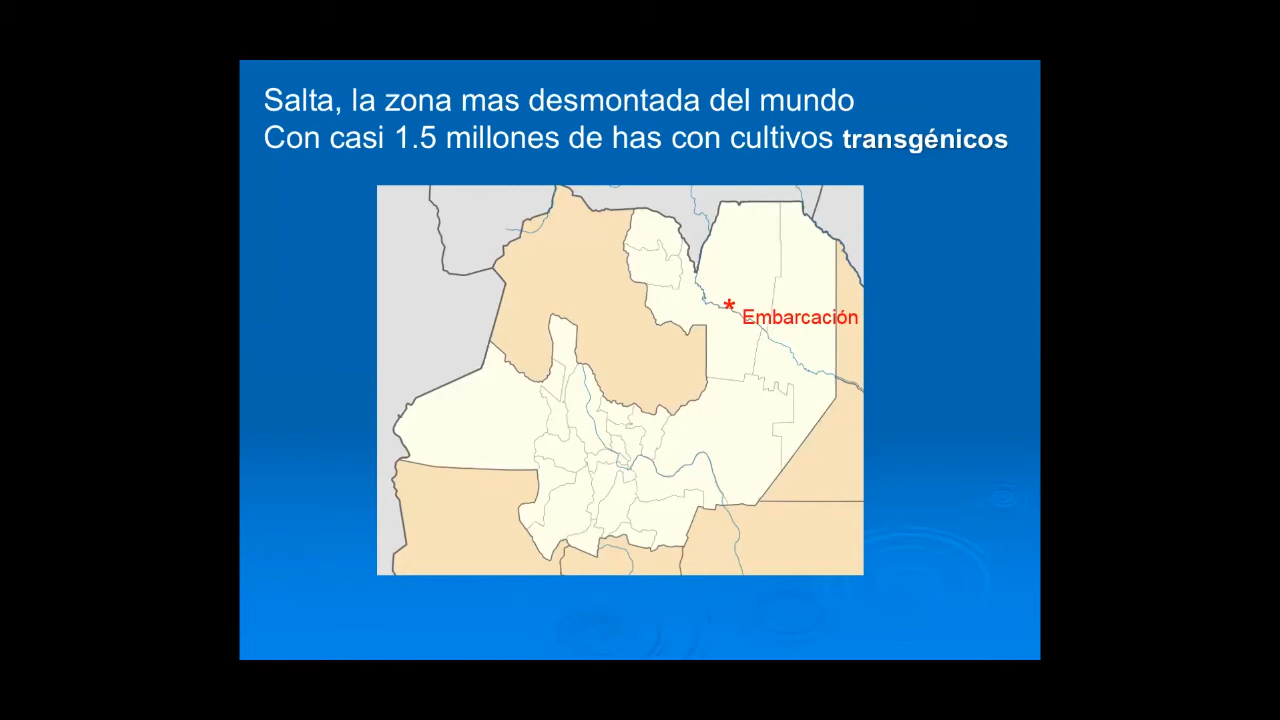 Salta, la zona mas desmontada del mundo
Con casi 1.5 millones de has con cultivos transgénicos
* Embarcación